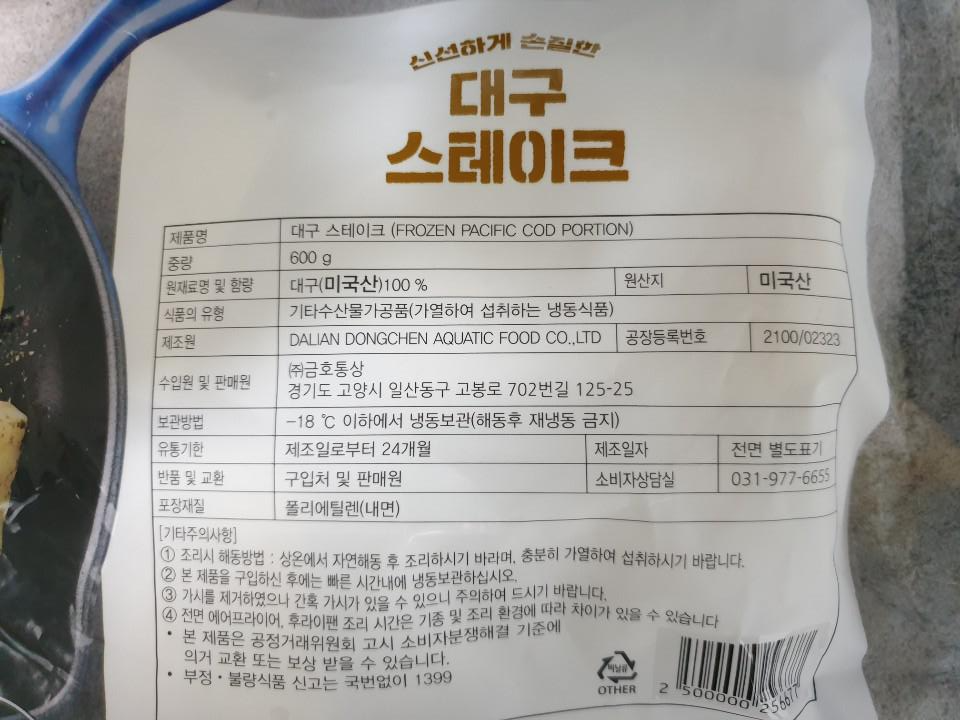 신선하게 손질한
대구
스테이크
제품명 대구 스테이크 (FROZEN PACIFIC COD PORTION)
중량 600 g
원재료명 및 함량 대구(미국산)100 % 원산지 미국산
식품의 유형 기타수산물가공품(가열하여 섭취하는 냉동식품)
제조원 DALIAN DONGCHEN AQUATIC FOOD CO.,LTD 공장등록번호 2100/02323
수입원 및 판매원 ㈜금호통상
경기도 고양시 일산동구 고봉로 702번길 125-25
보관방법 -18 ℃ 이하에서 냉동보관(해동후 재냉동 금지)
유통기한 제조일로부터 24개월 제조일자 전면 별도표기
반품 및 교환 구입처 및 판매원 소비자상담실 031-977-6655
포장재질 폴리에틸렌(내면)
[기타주의사항]
① 조리시 해동방법 : 상온에서 자연해동 후 조리하시기 바라며, 충분히 가열하여 섭취하시기 바랍니다.
② 본 제품을 구입하신 후에는 빠른 시간내에 냉동보관하십시오.
③ 가시를 제거하였으나 간혹 가시가 있을 수 있으니 주의하여 드시기 바랍니다.
④ 전면 에어프라이어, 후라이팬 조리 시간은 기종 및 조리 환경에 따라 차이가 있을 수 있습니다
• 본 제품은 공정거래위원회 고시 소비자분쟁해결 기준에
의거 교환 또는 보상 받을 수 있습니다.
• 부정·불량식품 신고는 국번없이 1399
비닐류
OTHER
2 500000 256677